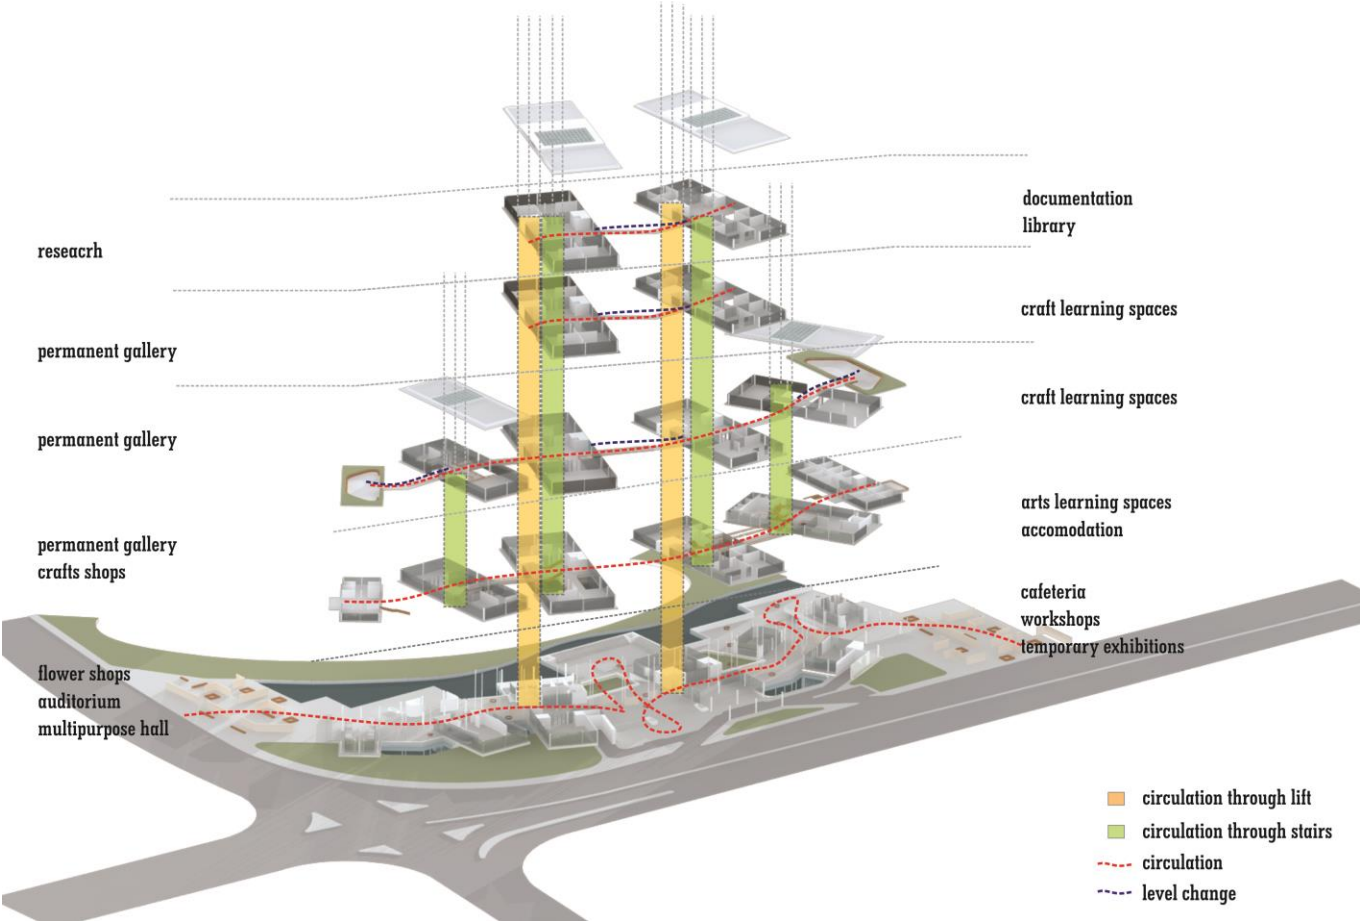 reseacrh
permanent gallery
permanent gallery
permanent gallery
crafts shops
flower shops
auditorium
multipurpose hall
documentation
library
craft learning spaces
craft learning spaces
arts learning spaces
accomodation
cafeteria
workshops
temporary exhibitions
circulation through lift
circulation through stairs
circulation
level change